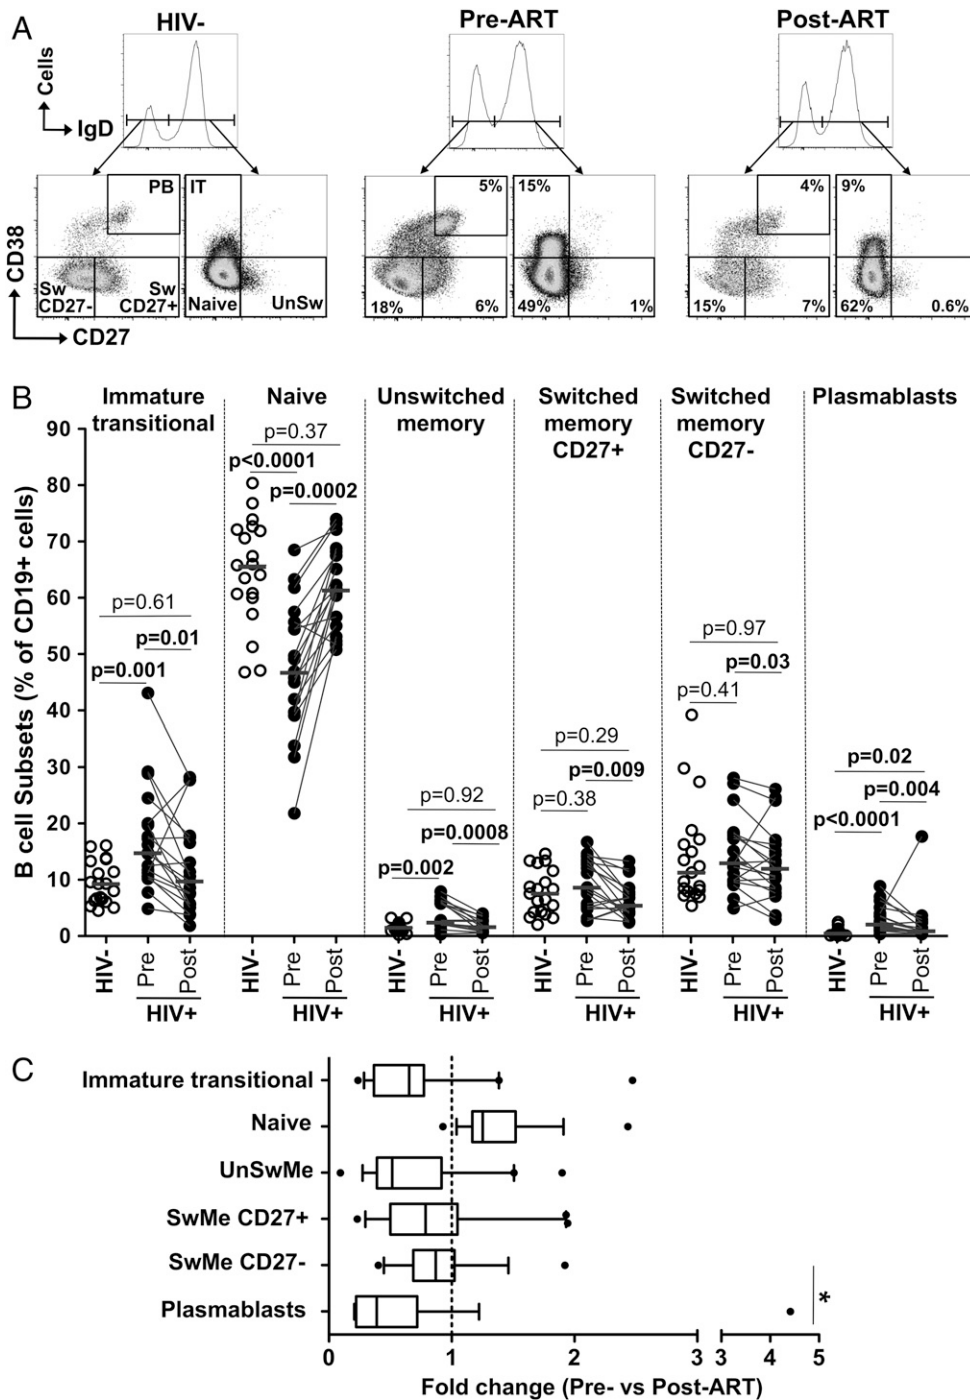 A
HIV-
Pre-ART
Post-ART
Cells
IgD
PB
IT
5%
15%
4%
9%
CD38
Sw
CD27-
Sw
CD27+
Naive
UnSw
18%
6%
49%
1%
15%
7%
62%
0.6%
CD27
B
Immature
transitional
Naive
Unswitched
memory
Switched
memory
CD27+
Switched
memory
CD27-
Plasmablasts
B cell Subsets (% of CD19+ cells)
90
80
70
60
50
40
30
20
10
0
p=0.61
p=0.01
p=0.001
p=0.37
p<0.0001
p=0.0002
p=0.92
p=0.0008
p=0.002
p=0.29
p=0.009
p=0.38
p=0.97
p=0.03
p=0.41
p=0.02
p=0.004
p<0.0001
HIV- Pre Post HIV- Pre Post HIV- Pre Post HIV- Pre Post HIV- Pre Post HIV- Pre Post
HIV+ HIV+ HIV+ HIV+ HIV+ HIV+
C
Immature transitional
Naive
UnSwMe
SwMe CD27+
SwMe CD27-
Plasmablasts
*
0 1 2 3 3 4 5
Fold change (Pre- vs Post-ART)